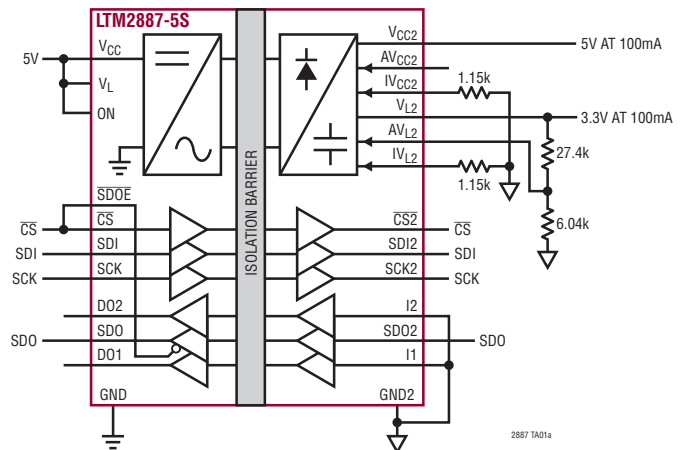 LTM2887-5S
5V
VCC
VL
ON
VCC2
5V AT 100mA
AVCC2
IVCC2
1.15k
VL2
3.3V AT 100mA
AVL2
27.4k
IVL2
1.15k
6.04k
ISOLATION BARRIER
SDOE
CS
CS
CS2
CS
SDI
SDI
SDI2
SDI
SCK
SCK
SCK2
SCK
DO2
I2
SDO
SDO
SDO2
SDO
DO1
I1
GND
GND2
2887 TA01a